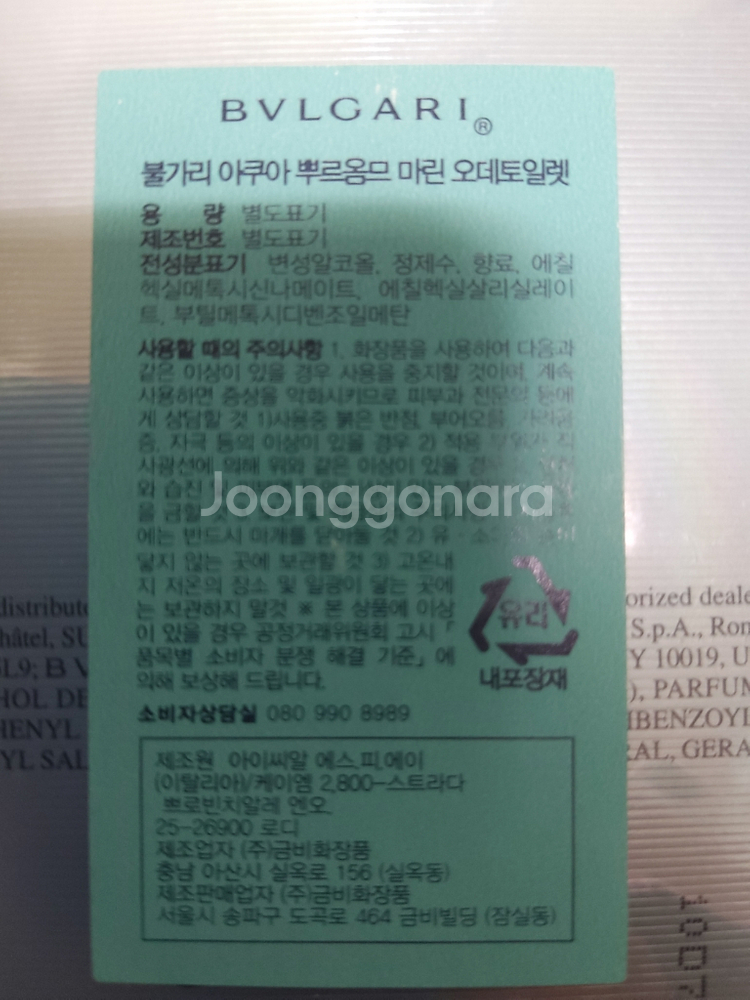 BVLGARI®
불가리 아쿠아 뿌르옴므 마린 오데토일렛
용 량 별도표기
제조번호 별도표기
전성분표기 변성알코올, 정제수, 향료, 에칠
헥실메톡시신나메이트, 에칠헥실살리실레이
트, 부틸메톡시디벤조일메탄
사용할 때의 주의사항 1. 화장품을 사용하여 다음과
같은 이상이 있을 경우 사용을 중지할 것이며, 계속
사용하면 증상을 악화시키므로 피부과 전문의 등에
게 상담할 것 1)사용중 붉은 반점, 부어오름, 가려움
증, 자극 등의 이상이 있을 경우 2) 적용 부위가 직
사광선에 의해 위와 같은 이상이 있을 경우
와 습진
을 금할
에는 반드시 마개를 닫아둘 것 2) 유·소아의 손이
닿지 않는 곳에 보관할 것 3) 고온내
지 저온의 장소 및 일광이 닿는 곳에
는 보관하지 말것 ※ 본 상품에 이상
이 있을 경우 공정거래위원회 고시 「
품목별 소비자 분쟁 해결 기준」에
의해 보상해 드립니다.
유리
내포장재
소비자상담실 080 990 8989
제조원 아이씨알 에스.피.에이
(이탈리아)/케이엠 2,800-스트라다
쁘로빈치알레 엔오.
25-26900 로디
제조업자 (주)금비화장품
충남 아산시 실옥로 156 (실옥동)
제조판매업자 (주)금비화장품
서울시 송파구 도곡로 464 금비빌딩 (잠실동)
Joonggonara
distribute
hâtel, SU
5L9; B V
HOL DE
HENYL
YL SAL
orized deale
S.p.A., Rom
Y 10019, U
), PARFUM
IBENZOYL
RAL, GERA